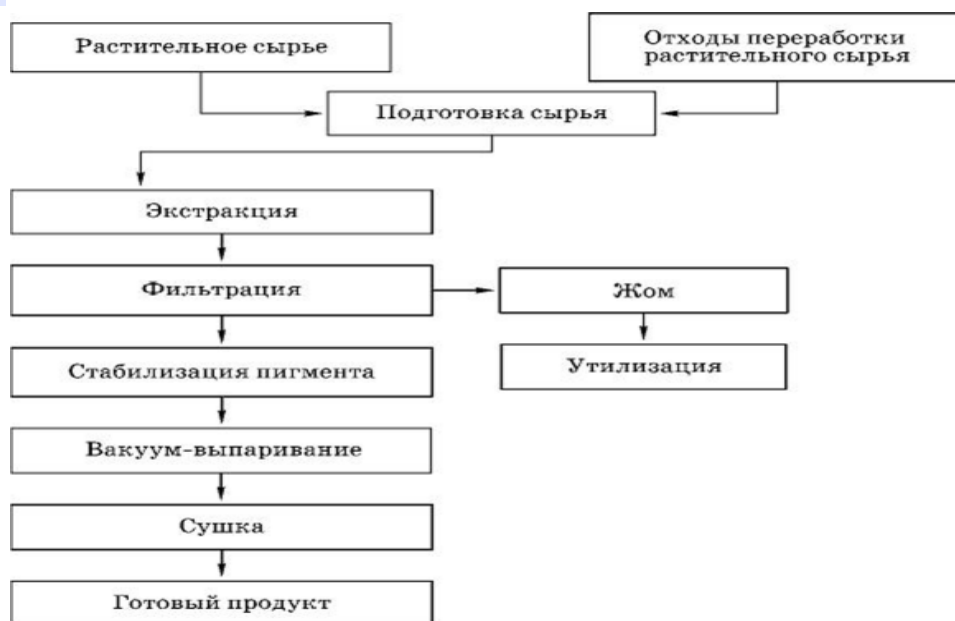 Растительное сырье
Отходы переработки
растительного сырья
Подготовка сырья
Экстракция
Фильтрация
Жом
Стабилизация пигмента
Утилизация
Вакуум-выпаривание
Сушка
Готовый продукт